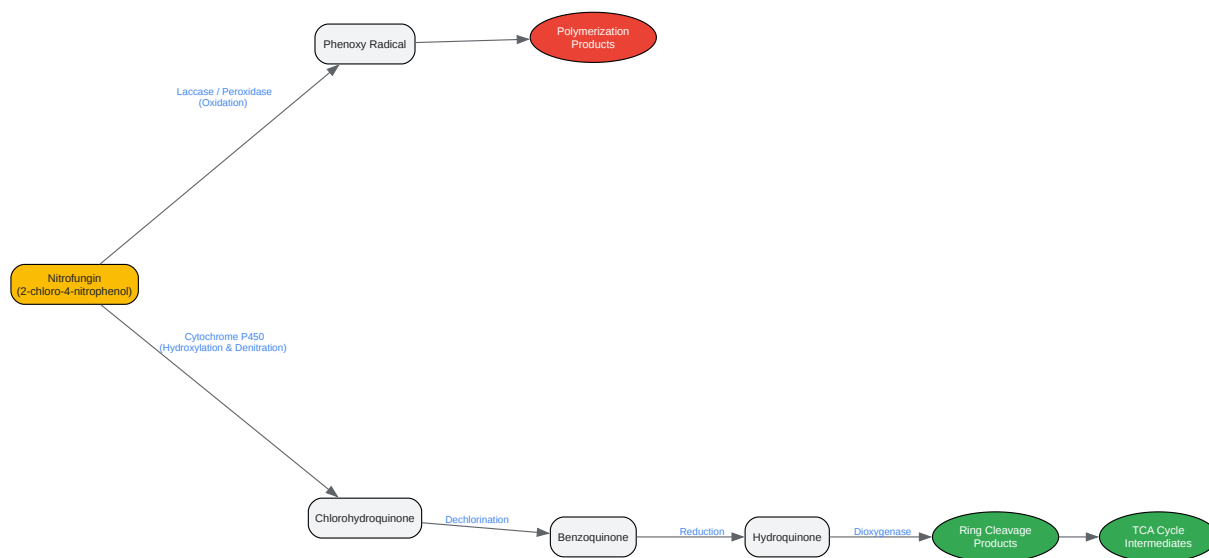 Polymerization
Products
Phenoxy Radical
Laccase / Peroxidase
(Oxidation)
Nitrofungin
(2-chloro-4-nitrophenol)
Cytochrome P450
(Hydroxylation & Denitration)
Chlorohydroquinone
Dechlorination
Benzoquinone
Reduction
Hydroquinone
Dioxygenase
Ring Cleavage
Products
TCA Cycle
Intermediates